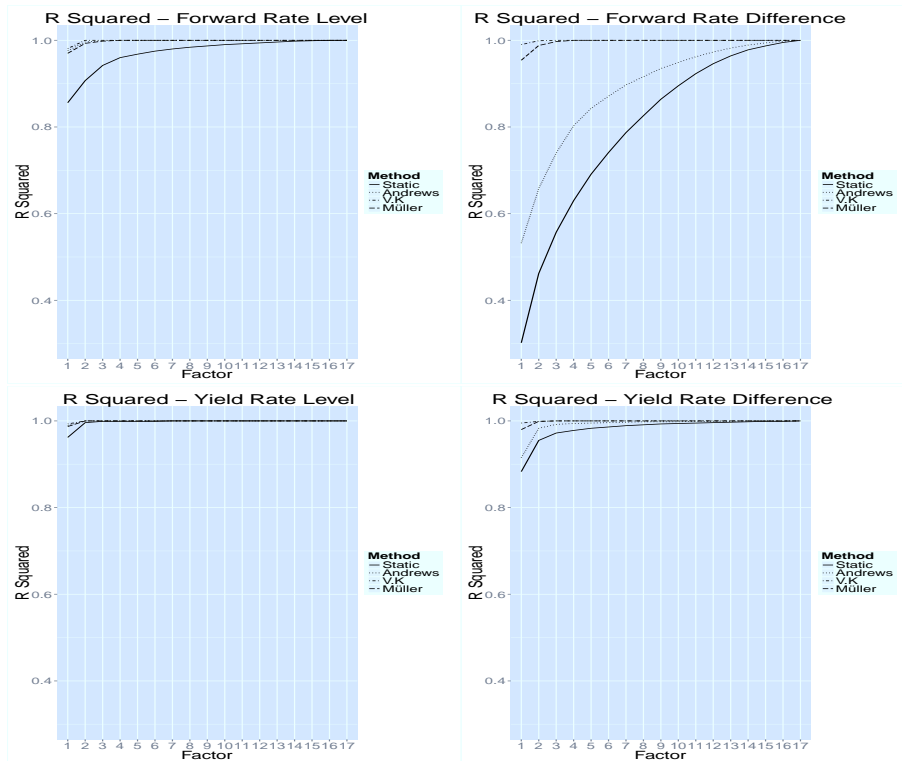 R Squared – Forward Rate Level
1.0
0.8
0.6
0.4
R Squared
1 2 3 4 5 6 7 8 9 10 11 12 13 14 15 16 17
Factor
Method
Static
Andrews
V.K
Müller
R Squared – Forward Rate Difference
1.0
0.8
0.6
0.4
R Squared
1 2 3 4 5 6 7 8 9 10 11 12 13 14 15 16 17
Factor
Method
Static
Andrews
V.K
Müller
R Squared – Yield Rate Level
1.0
0.8
0.6
0.4
R Squared
1 2 3 4 5 6 7 8 9 10 11 12 13 14 15 16 17
Factor
Method
Static
Andrews
V.K
Müller
R Squared – Yield Rate Difference
1.0
0.8
0.6
0.4
R Squared
1 2 3 4 5 6 7 8 9 10 11 12 13 14 15 16 17
Factor
Method
Static
Andrews
V.K
Müller